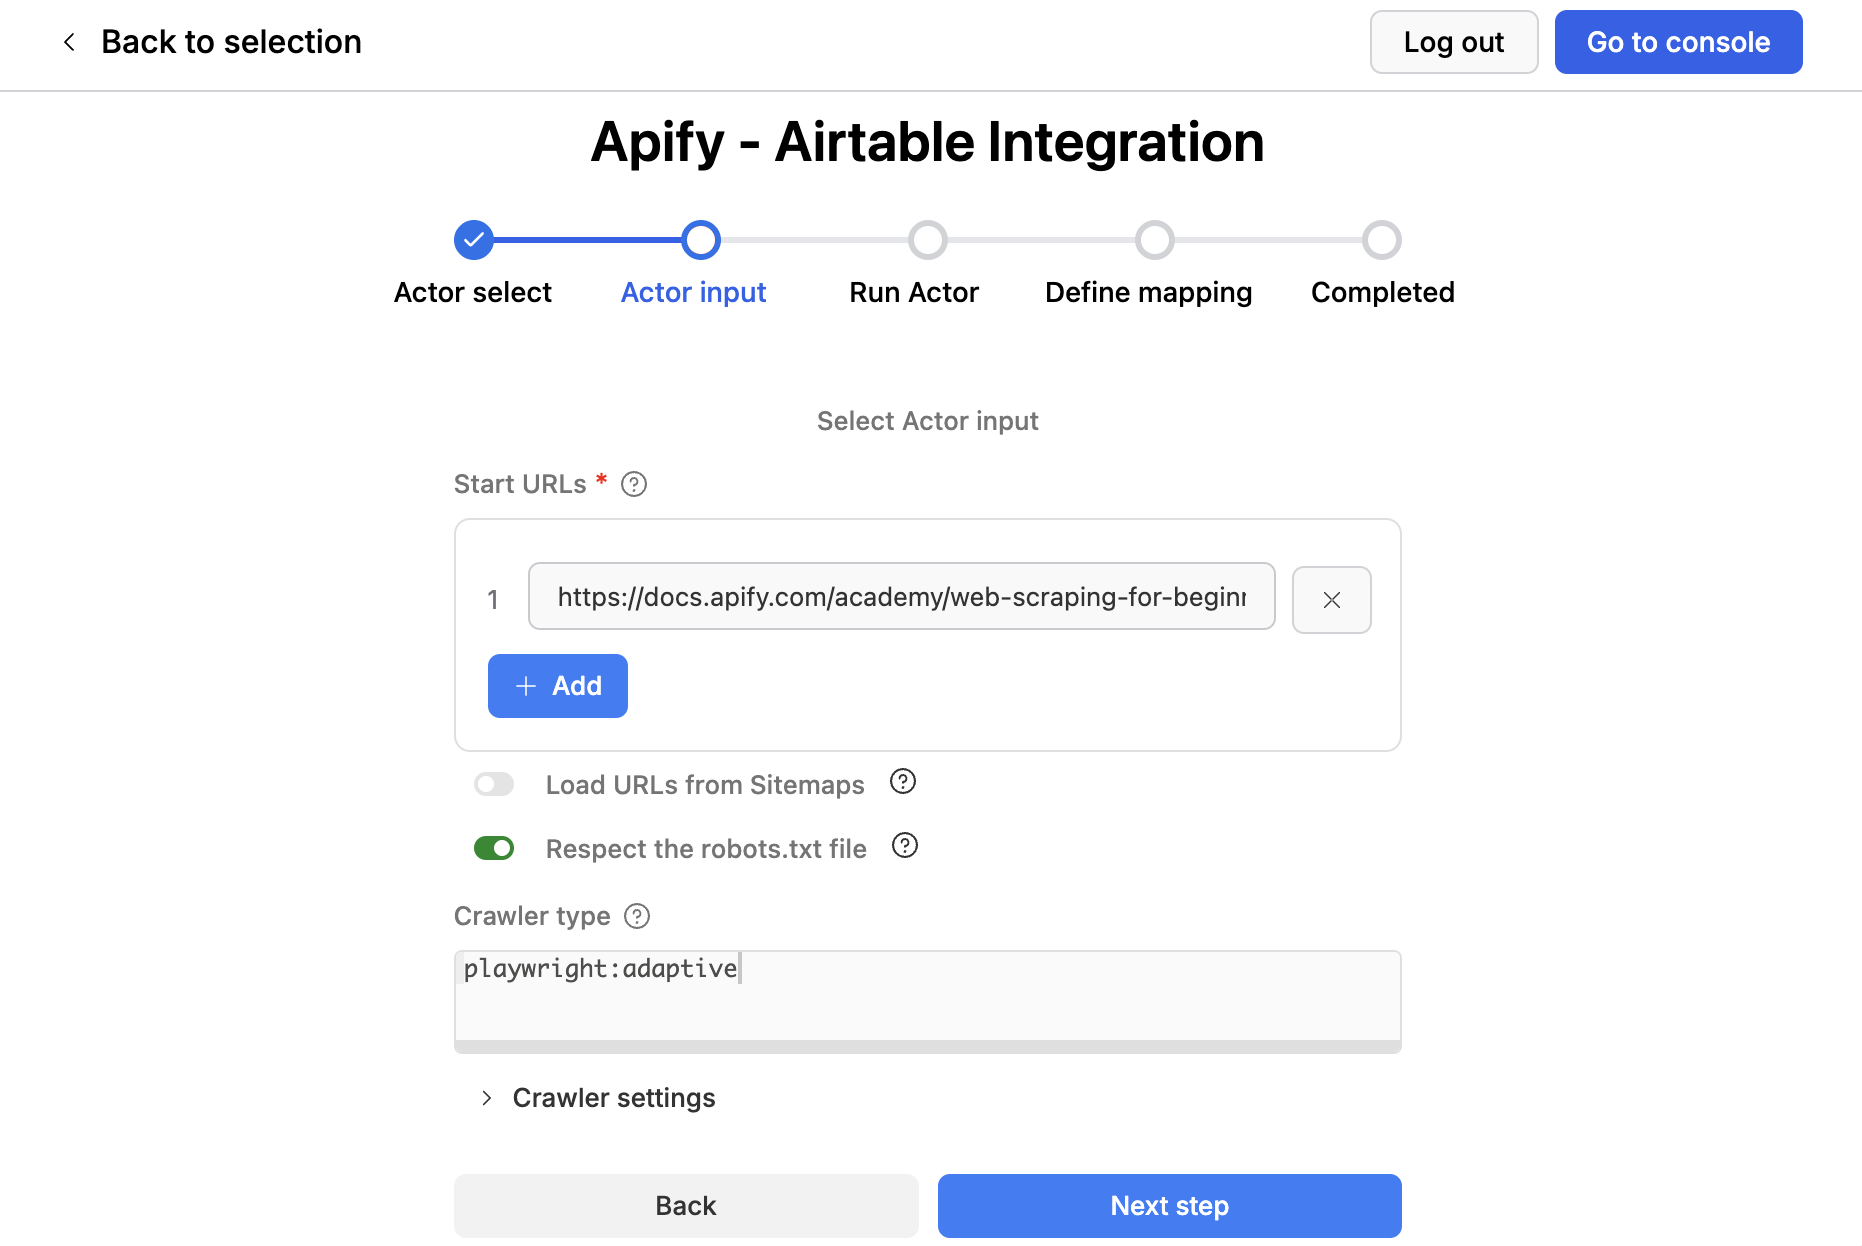 Back to selection
Log out
Go to console
Apify - Airtable Integration
Actor select
Actor input
Run Actor
Define mapping
Completed
Select Actor input
Start URLs *
1
https://docs.apify.com/academy/web-scraping-for-begin
Add
Load URLs from Sitemaps
Respect the robots.txt file
Crawler type
playwright:adaptive
Crawler settings
Back
Next step